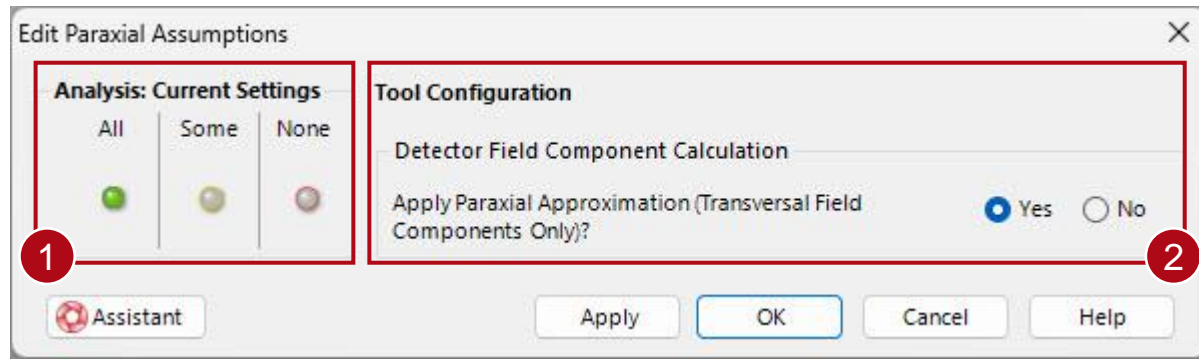 Edit Paraxial Assumptions
Analysis: Current Settings
All Some None
1
Tool Configuration
Detector Field Component Calculation
Apply Paraxial Approximation (Transversal Field
Components Only)?
Yes No
2
Assistant
Apply OK Cancel Help